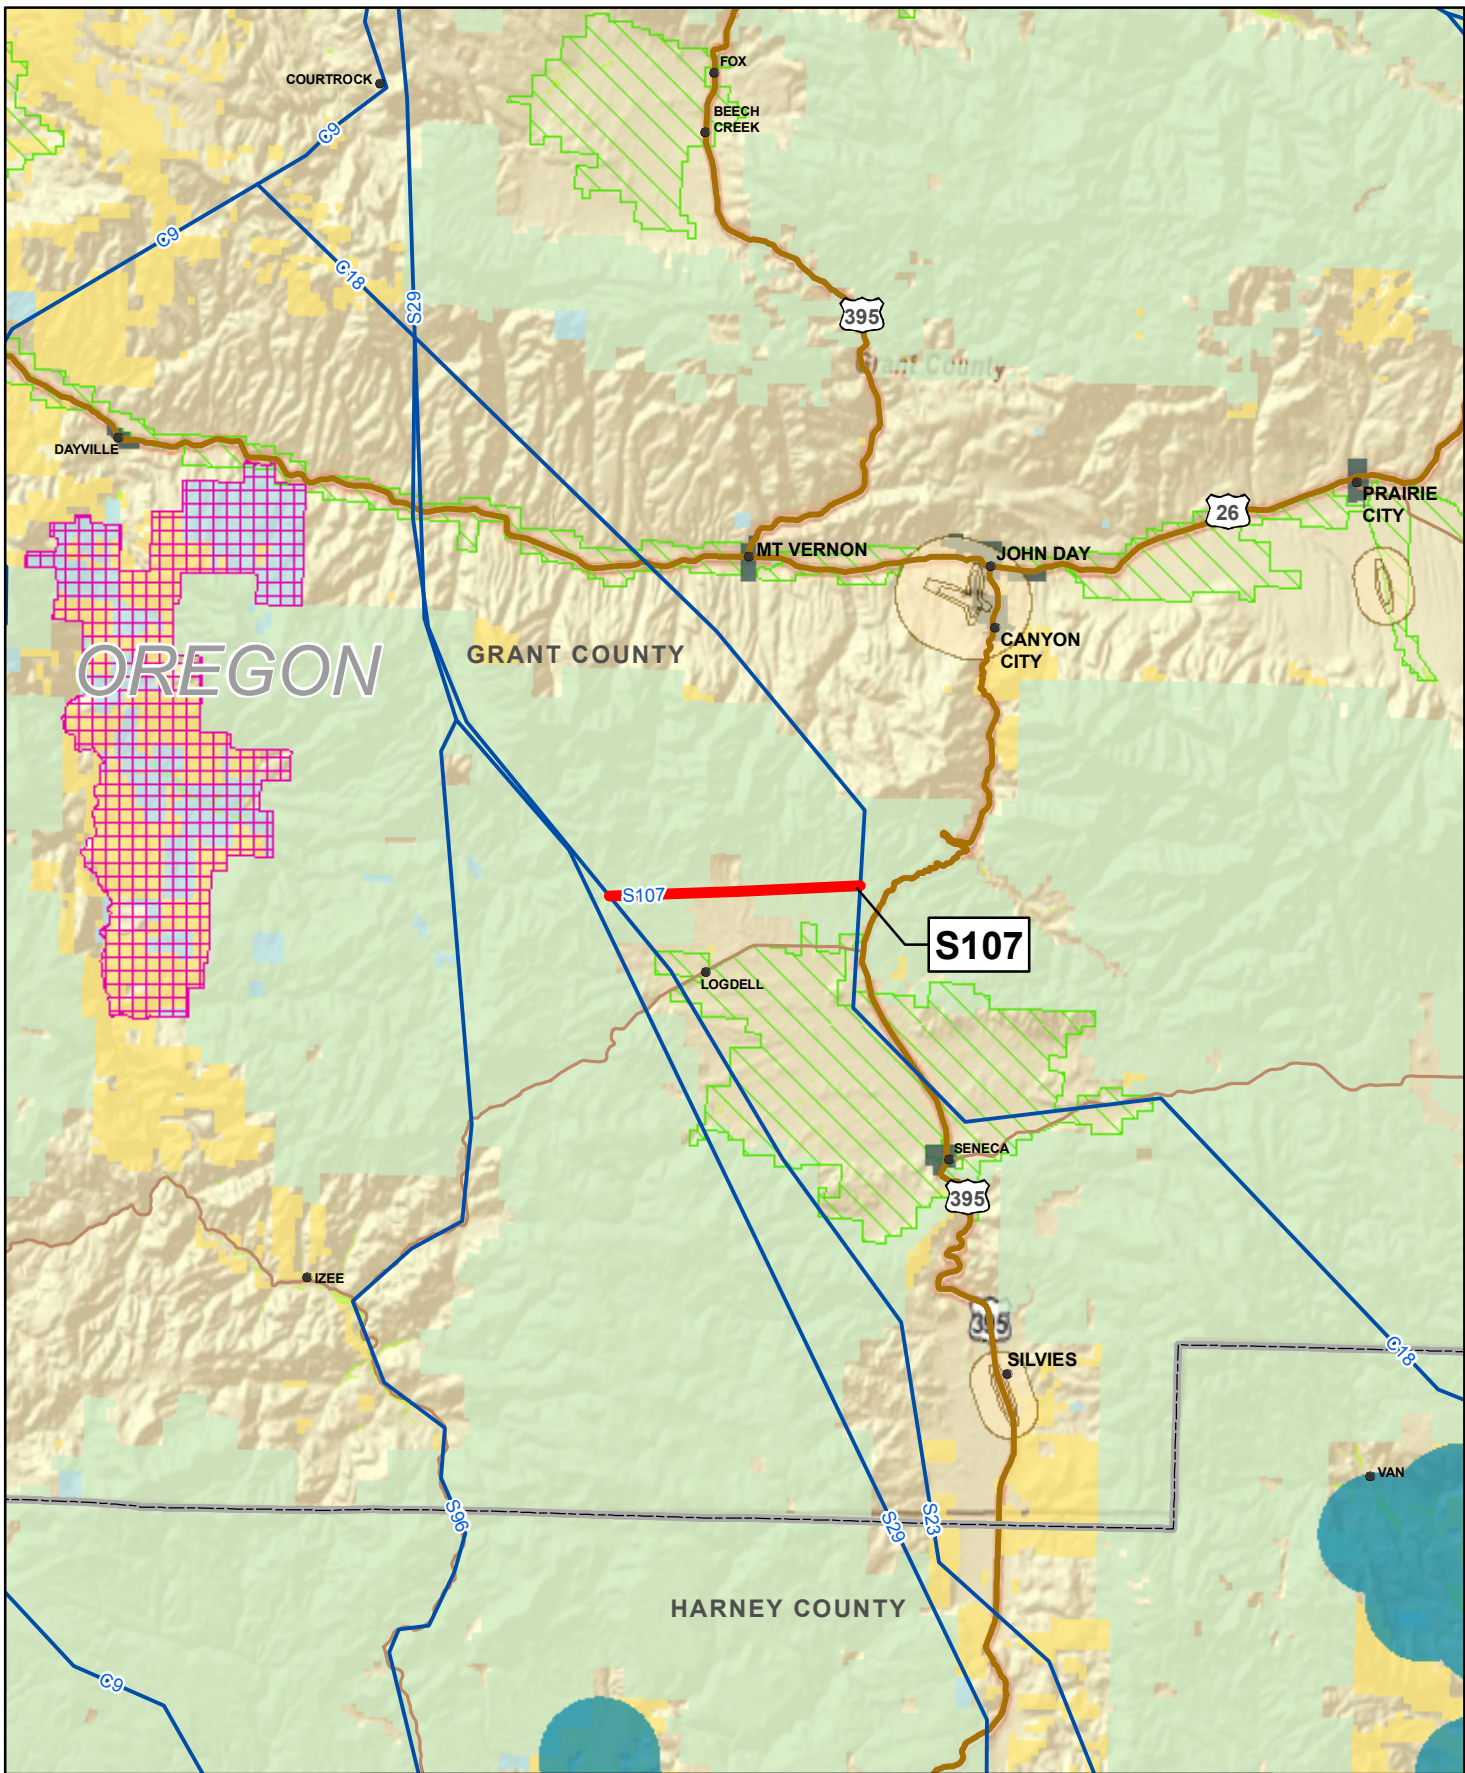 FOX
COURTROCK
BEECH
CREEK
C9
C9
C18
S29
395
Grant County
DAYVILLE
PRAIRIE
CITY
26
MT VERNON
JOHN DAY
CANYON
CITY
GRANT COUNTY
OREGON
S107
S107
LOGDELL
SENECA
395
IZEE
395
C18
SILVIES
VAN
S96
S29
S23
HARNEY COUNTY
C9